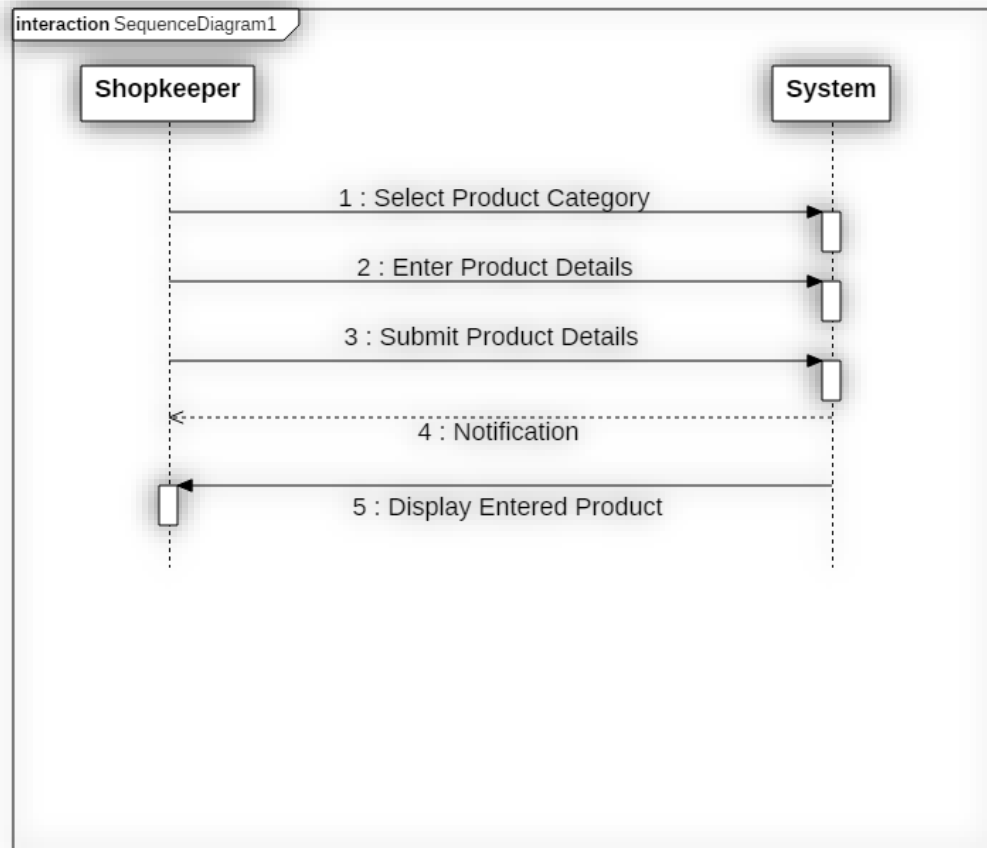 interaction SequenceDiagram1
Shopkeeper
System
1 : Select Product Category
2 : Enter Product Details
3 : Submit Product Details
4 : Notification
5 : Display Entered Product